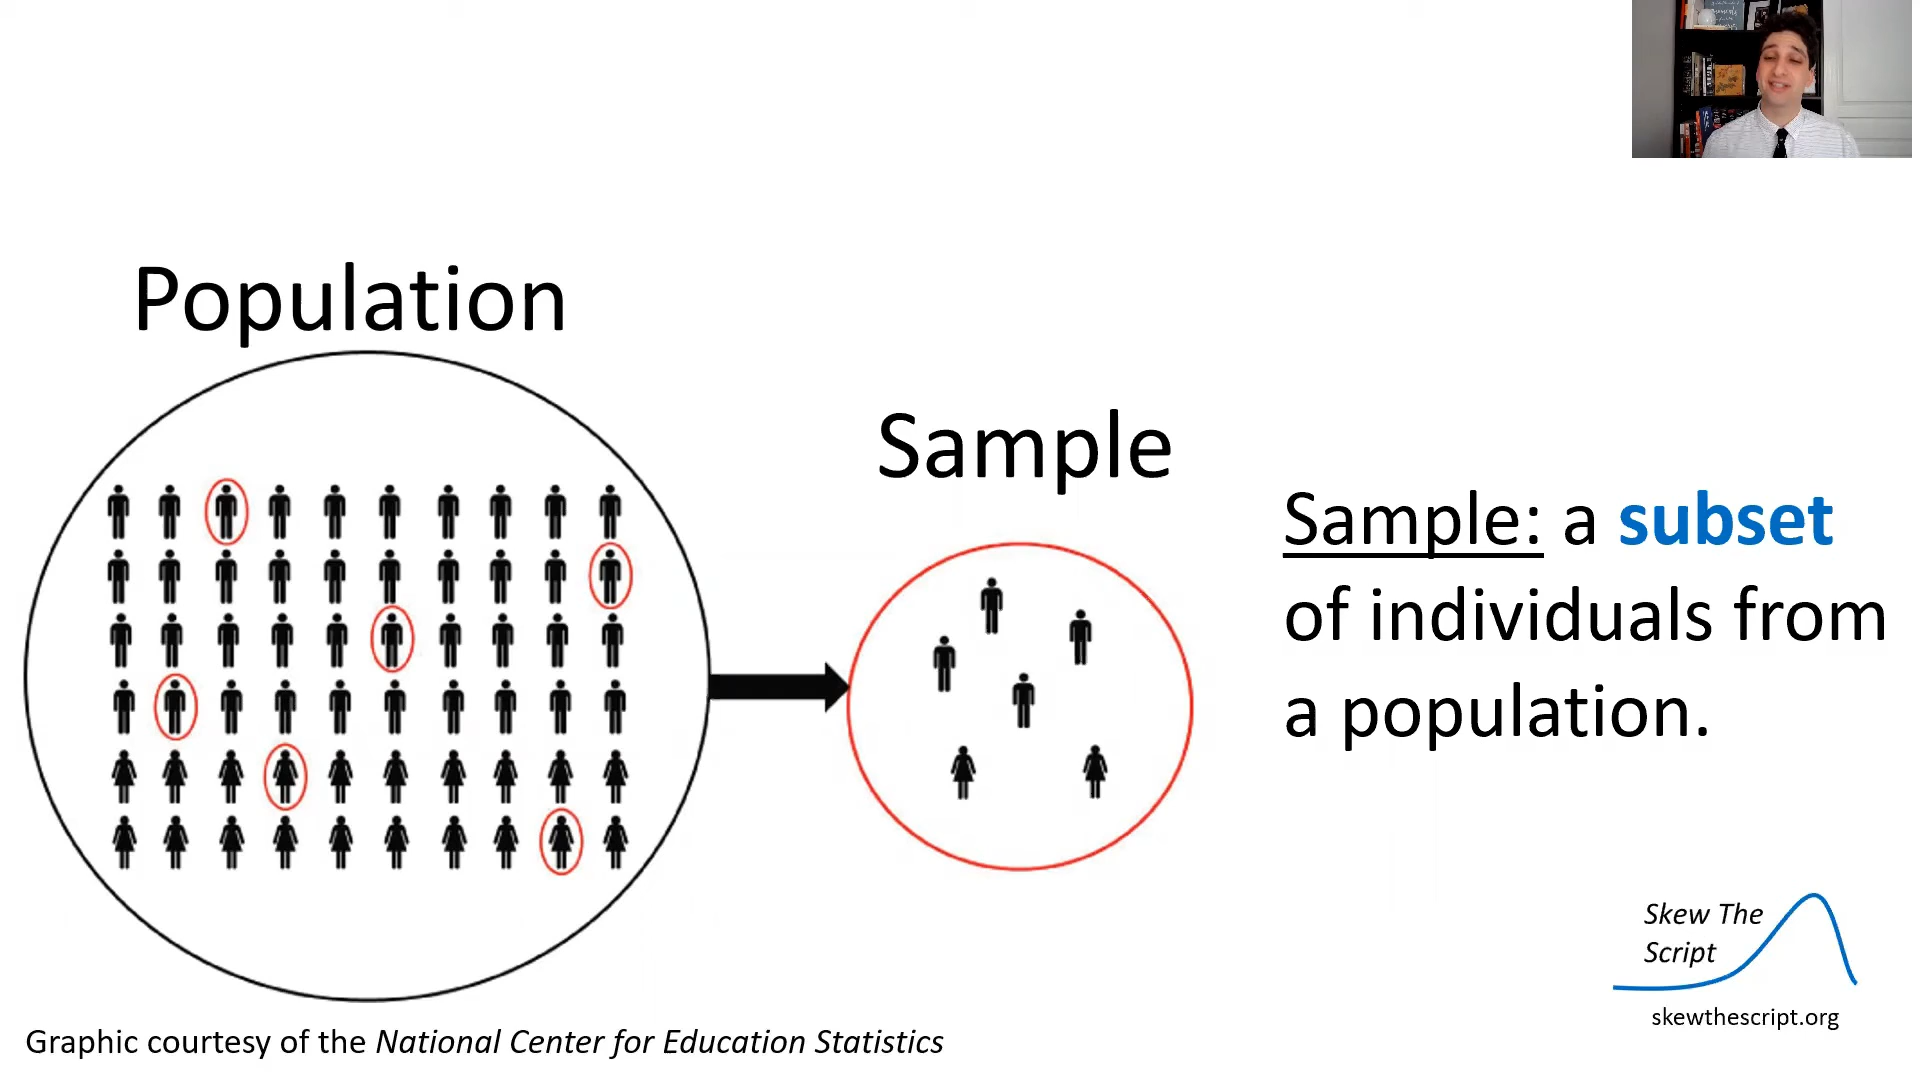 Population
Sample
Sample: a subset
of individuals from
a population.
Skew The
Script
skewthescript.org
Graphic courtesy of the National Center for Education Statistics